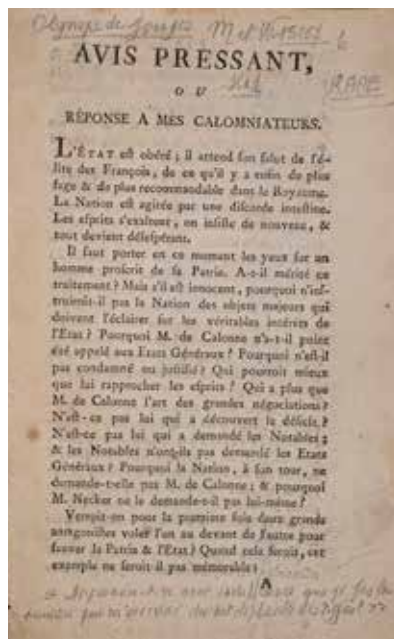 Olympe de Gouges
AVIS PRESSANT,
OU
RÉPONSE A MES CALOMNIATEURS.
L'ÉTAT eſt obéré ; il attend ſon ſalut de l'é-
lite des François, de ce qu'il y a enfin de plus
ſage & de plus recommandable dans le Royaume.
La Nation eſt agitée par une diſcorde inteſtine.
Les eſprits s'exaltent, on inſiſte de nouveau, &
tout devient déſeſpérant.
Il faut porter en ce moment les yeux ſur un
homme proſcrit de ſa Patrie. A-t-il mérité ce
traitement ? Mais s'il eſt innocent, pourquoi n'inſ-
truiroit-il pas la Nation des objets majeurs qui
doivent l'éclairer ſur les véritables intérêts de
l'Etat ? Pourquoi M. de Calonne n'a-t-il point
été appelé aux Etats Généraux ? Pourquoi n'eſt-il
pas condamné ou juſtifié ? Qui pourroit mieux
que lui rapprocher les eſprits ? Qui a plus que
M. de Calonne l'art des grandes négociations ?
N'eſt-ce pas lui qui a découvert le déficit ?
N'eſt-ce pas lui qui a demandé les Notables ;
& les Notables n'ont-ils pas demandé les Etats
Généraux ? Pourquoi la Nation, à ſon tour, ne
demande-t-elle pas M. de Calonne ; & pourquoi
M. Necker ne le demande-t-il pas lui-même ?
Verroit-on pour la premiere fois deux grands
antagoniſtes voler l'un au devant de l'autre pour
ſauver la Patrie & l'État ? Quand cela ſeroit, cet
exemple ne ſeroit-il pas mémorable ?
A